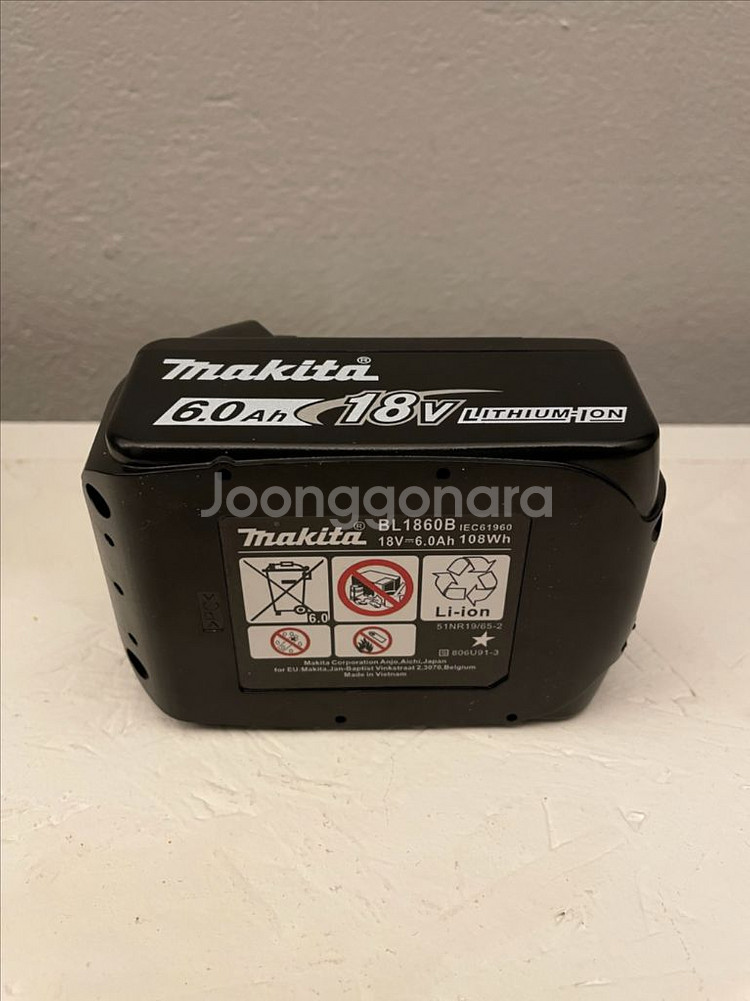 makita®
6.0Ah 18V LITHIUM-ION
Joonggonara
makita® BL1860B IEC61960
18V⎓6.0Ah 108Wh
6.0
Li-ion
51NR19/65-2
806U91-3
Makita Corporation Anjo,Aichi,Japan
for EU-Makita,Jan-Baptist Vinkstraat 2,3070,Belgium
Made in Vietnam